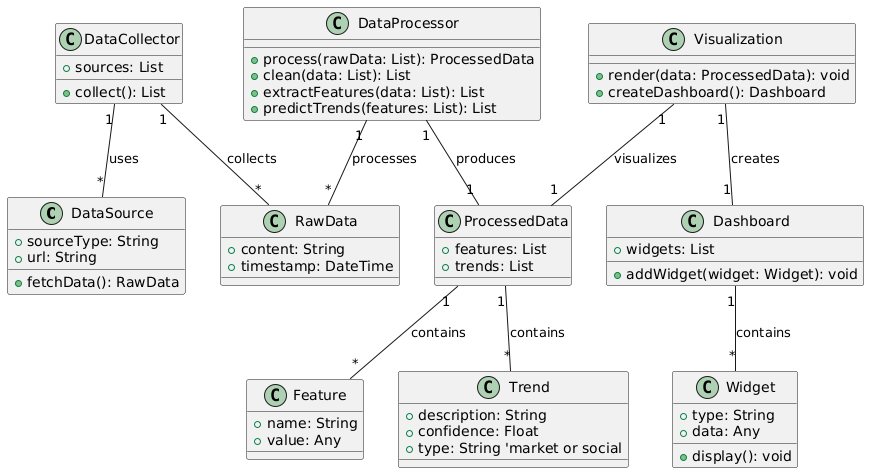 C DataCollector
sources: List
collect(): List
C DataProcessor
process(rawData: List): ProcessedData
clean(data: List): List
extractFeatures(data: List): List
predictTrends(features: List): List
C Visualization
render(data: ProcessedData): void
createDashboard(): Dashboard
1
1
1
1
1
1
uses
collects
processes
produces
visualizes
creates
*
*
*
1
1
1
C DataSource
sourceType: String
url: String
fetchData(): RawData
C RawData
content: String
timestamp: DateTime
C ProcessedData
features: List
trends: List
C Dashboard
widgets: List
addWidget(widget: Widget): void
1
1
1
contains
contains
contains
*
*
*
C Feature
name: String
value: Any
C Trend
description: String
confidence: Float
type: String 'market or social
C Widget
type: String
data: Any
display(): void